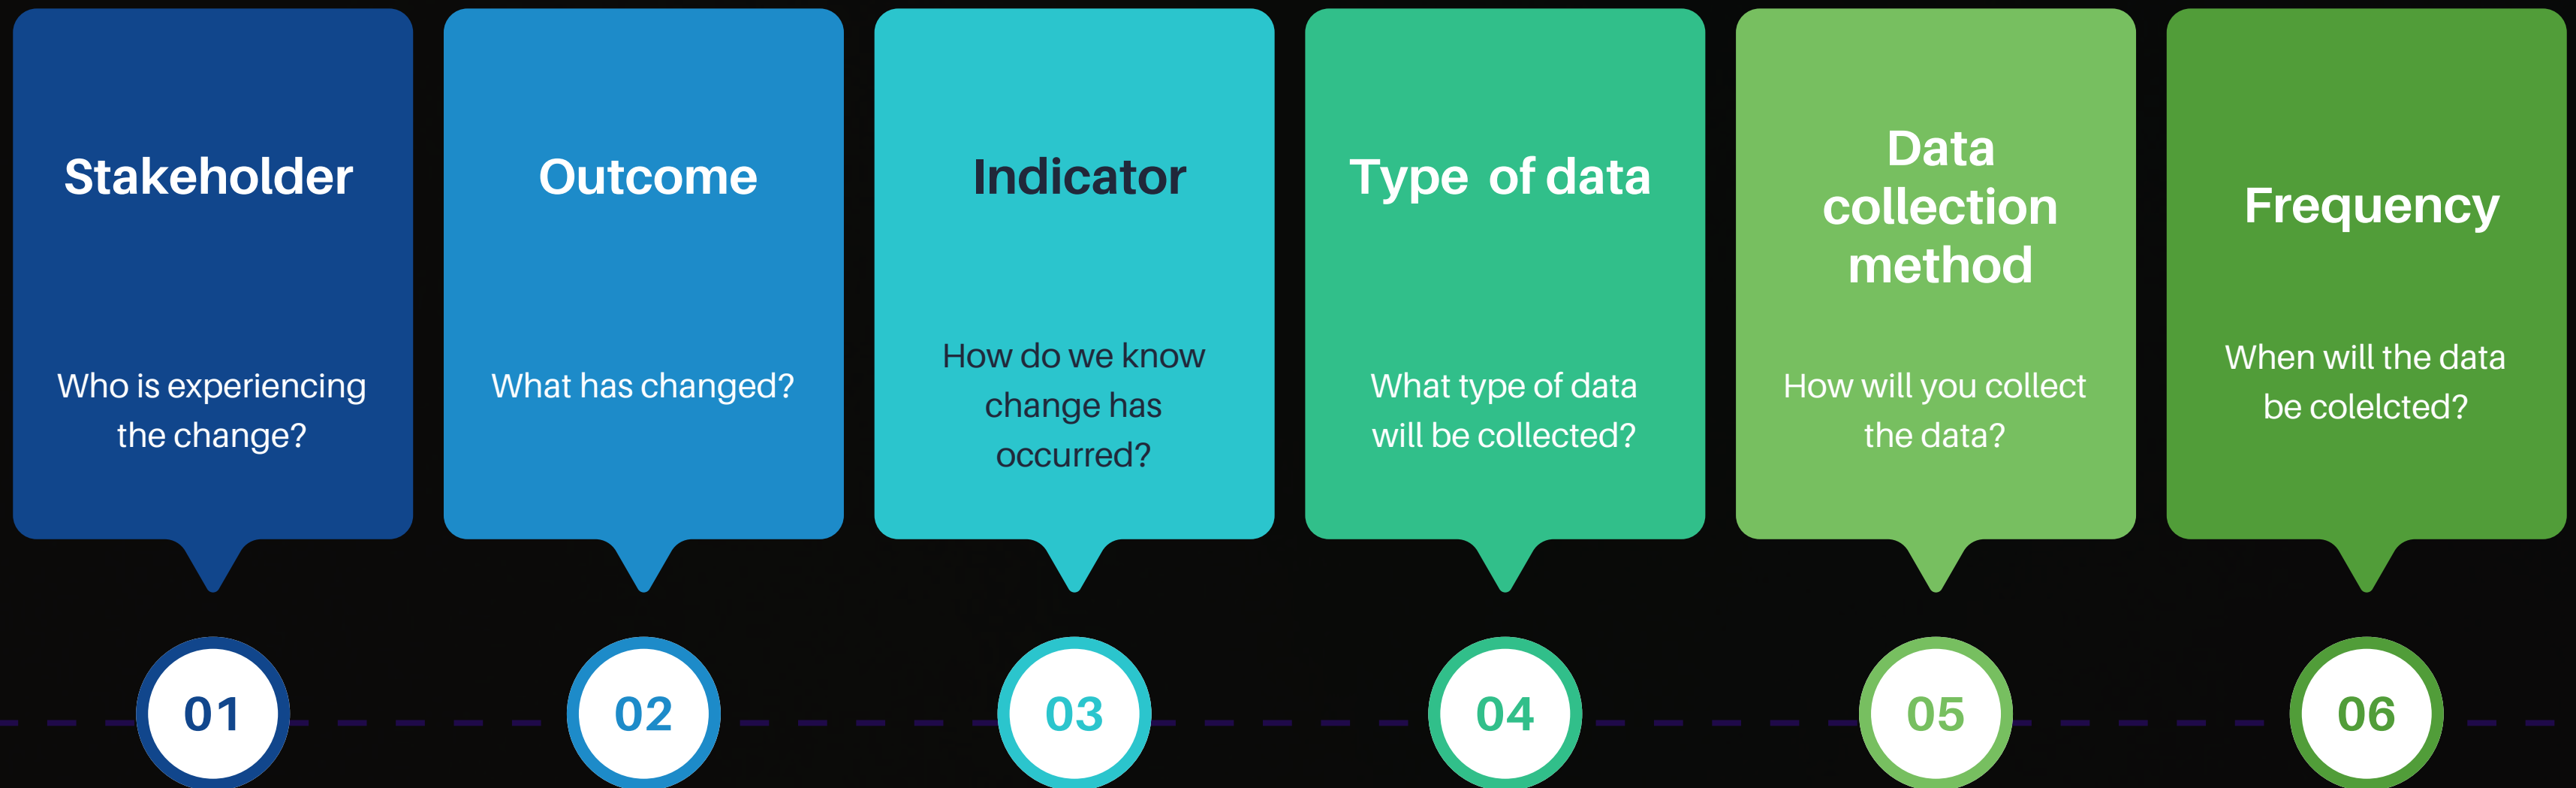 Stakeholder
Who is experiencing
the change?
01
Outcome
What has changed?
02
Indicator
How do we know
change has
occurred?
03
Type of data
What type of data
will be collected?
04
Data
collection
method
How will you collect
the data?
05
Frequency
When will the data
be colelcted?
06